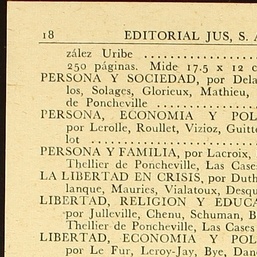 18 EDITORIAL JUS, S. A
zález Uribe
250 páginas. Mide 17.5 x 12 c
PERSONA Y SOCIEDAD, por Dela
los, Solages, Glorieux, Mathieu,
de Poncheville
PERSONA, ECONOMIA Y POL
por Lerolle, Roullet, Vizioz, Guitt
lot
PERSONA Y FAMILIA, por Lacroix,
Thellier de Poncheville, Las Cases
LA LIBERTAD EN CRISIS, por Duth
lanque, Mauries, Vialatoux, Desqu
LIBERTAD, RELIGION Y EDUCA
por Julleville, Chenu, Schuman, B
Thellier de Poncheville, Las Cases
LIBERTAD, ECONOMIA Y POL
por Le Fur, Leroy-Jay, Bye, Dan